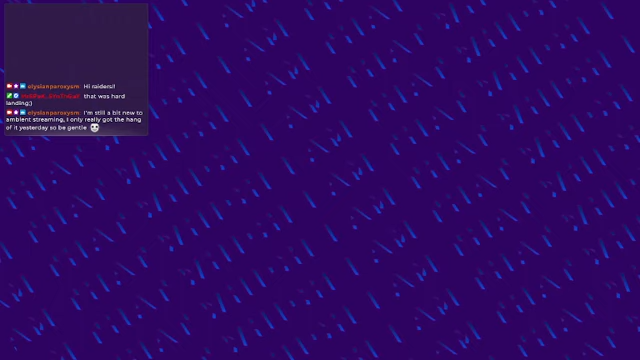 elysianparoxysm Hi raiders!!
that was hard
landing;)
elysianparoxysm I'm still a bit new to
ambient streaming, I only really got the hang
of it yesterday so be gentle